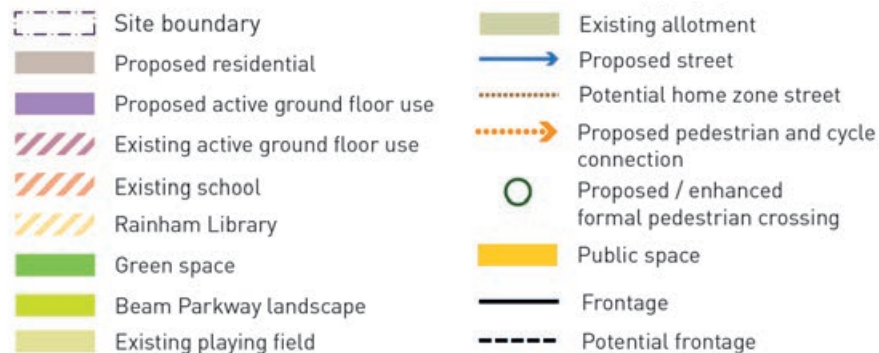 Site boundary
Proposed residential
Proposed active ground floor use
Existing active ground floor use
Existing school
Rainham Library
Green space
Beam Parkway landscape
Existing playing field
Existing allotment
Proposed street
Potential home zone street
Proposed pedestrian and cycle
connection
Proposed / enhanced
formal pedestrian crossing
Public space
Frontage
Potential frontage